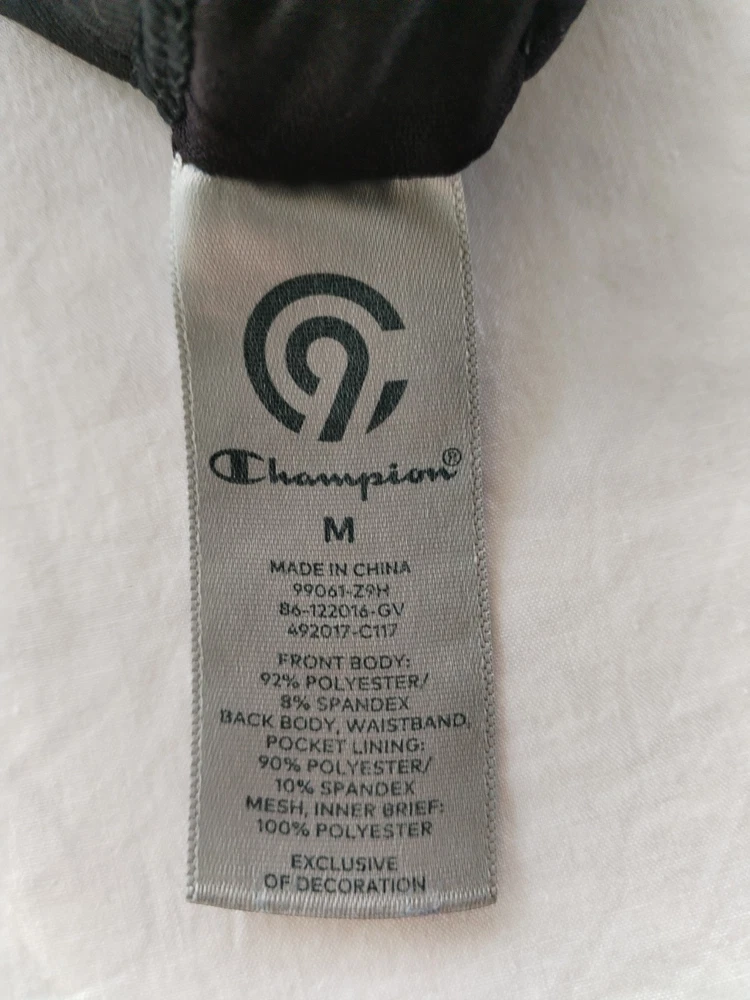 C9
Champion®
M
MADE IN CHINA
99061-Z9H
86-122016-GV
492017-C117
FRONT BODY:
92% POLYESTER/
8% SPANDEX
BACK BODY, WAISTBAND,
POCKET LINING:
90% POLYESTER/
10% SPANDEX
MESH, INNER BRIEF:
100% POLYESTER
EXCLUSIVE
OF DECORATION